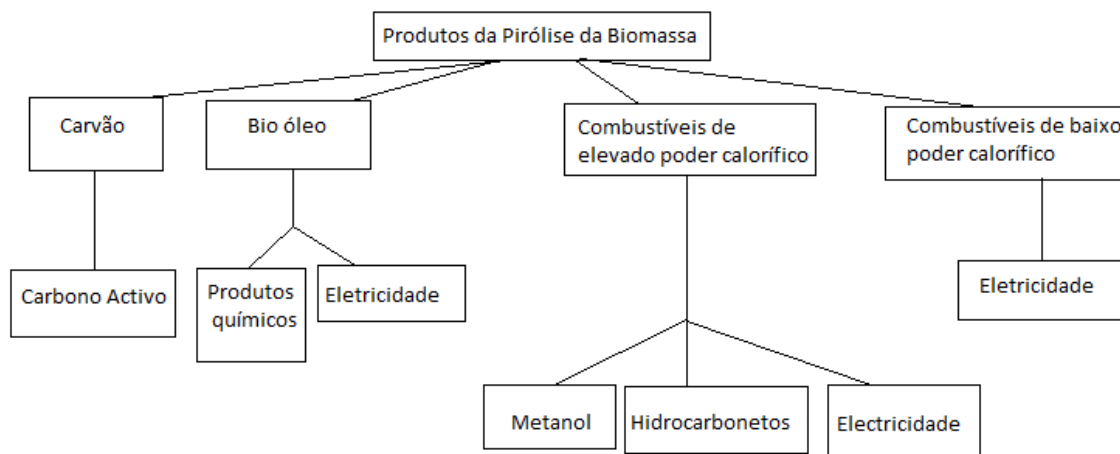 Produtos da Pirólise da Biomassa
Carvão
Bio óleo
Combustíveis de
elevado poder calorífico
Combustíveis de baixo
poder calorífico
Carbono Activo
Produtos
químicos
Eletricidade
Eletricidade
Metanol
Hidrocarbonetos
Electricidade